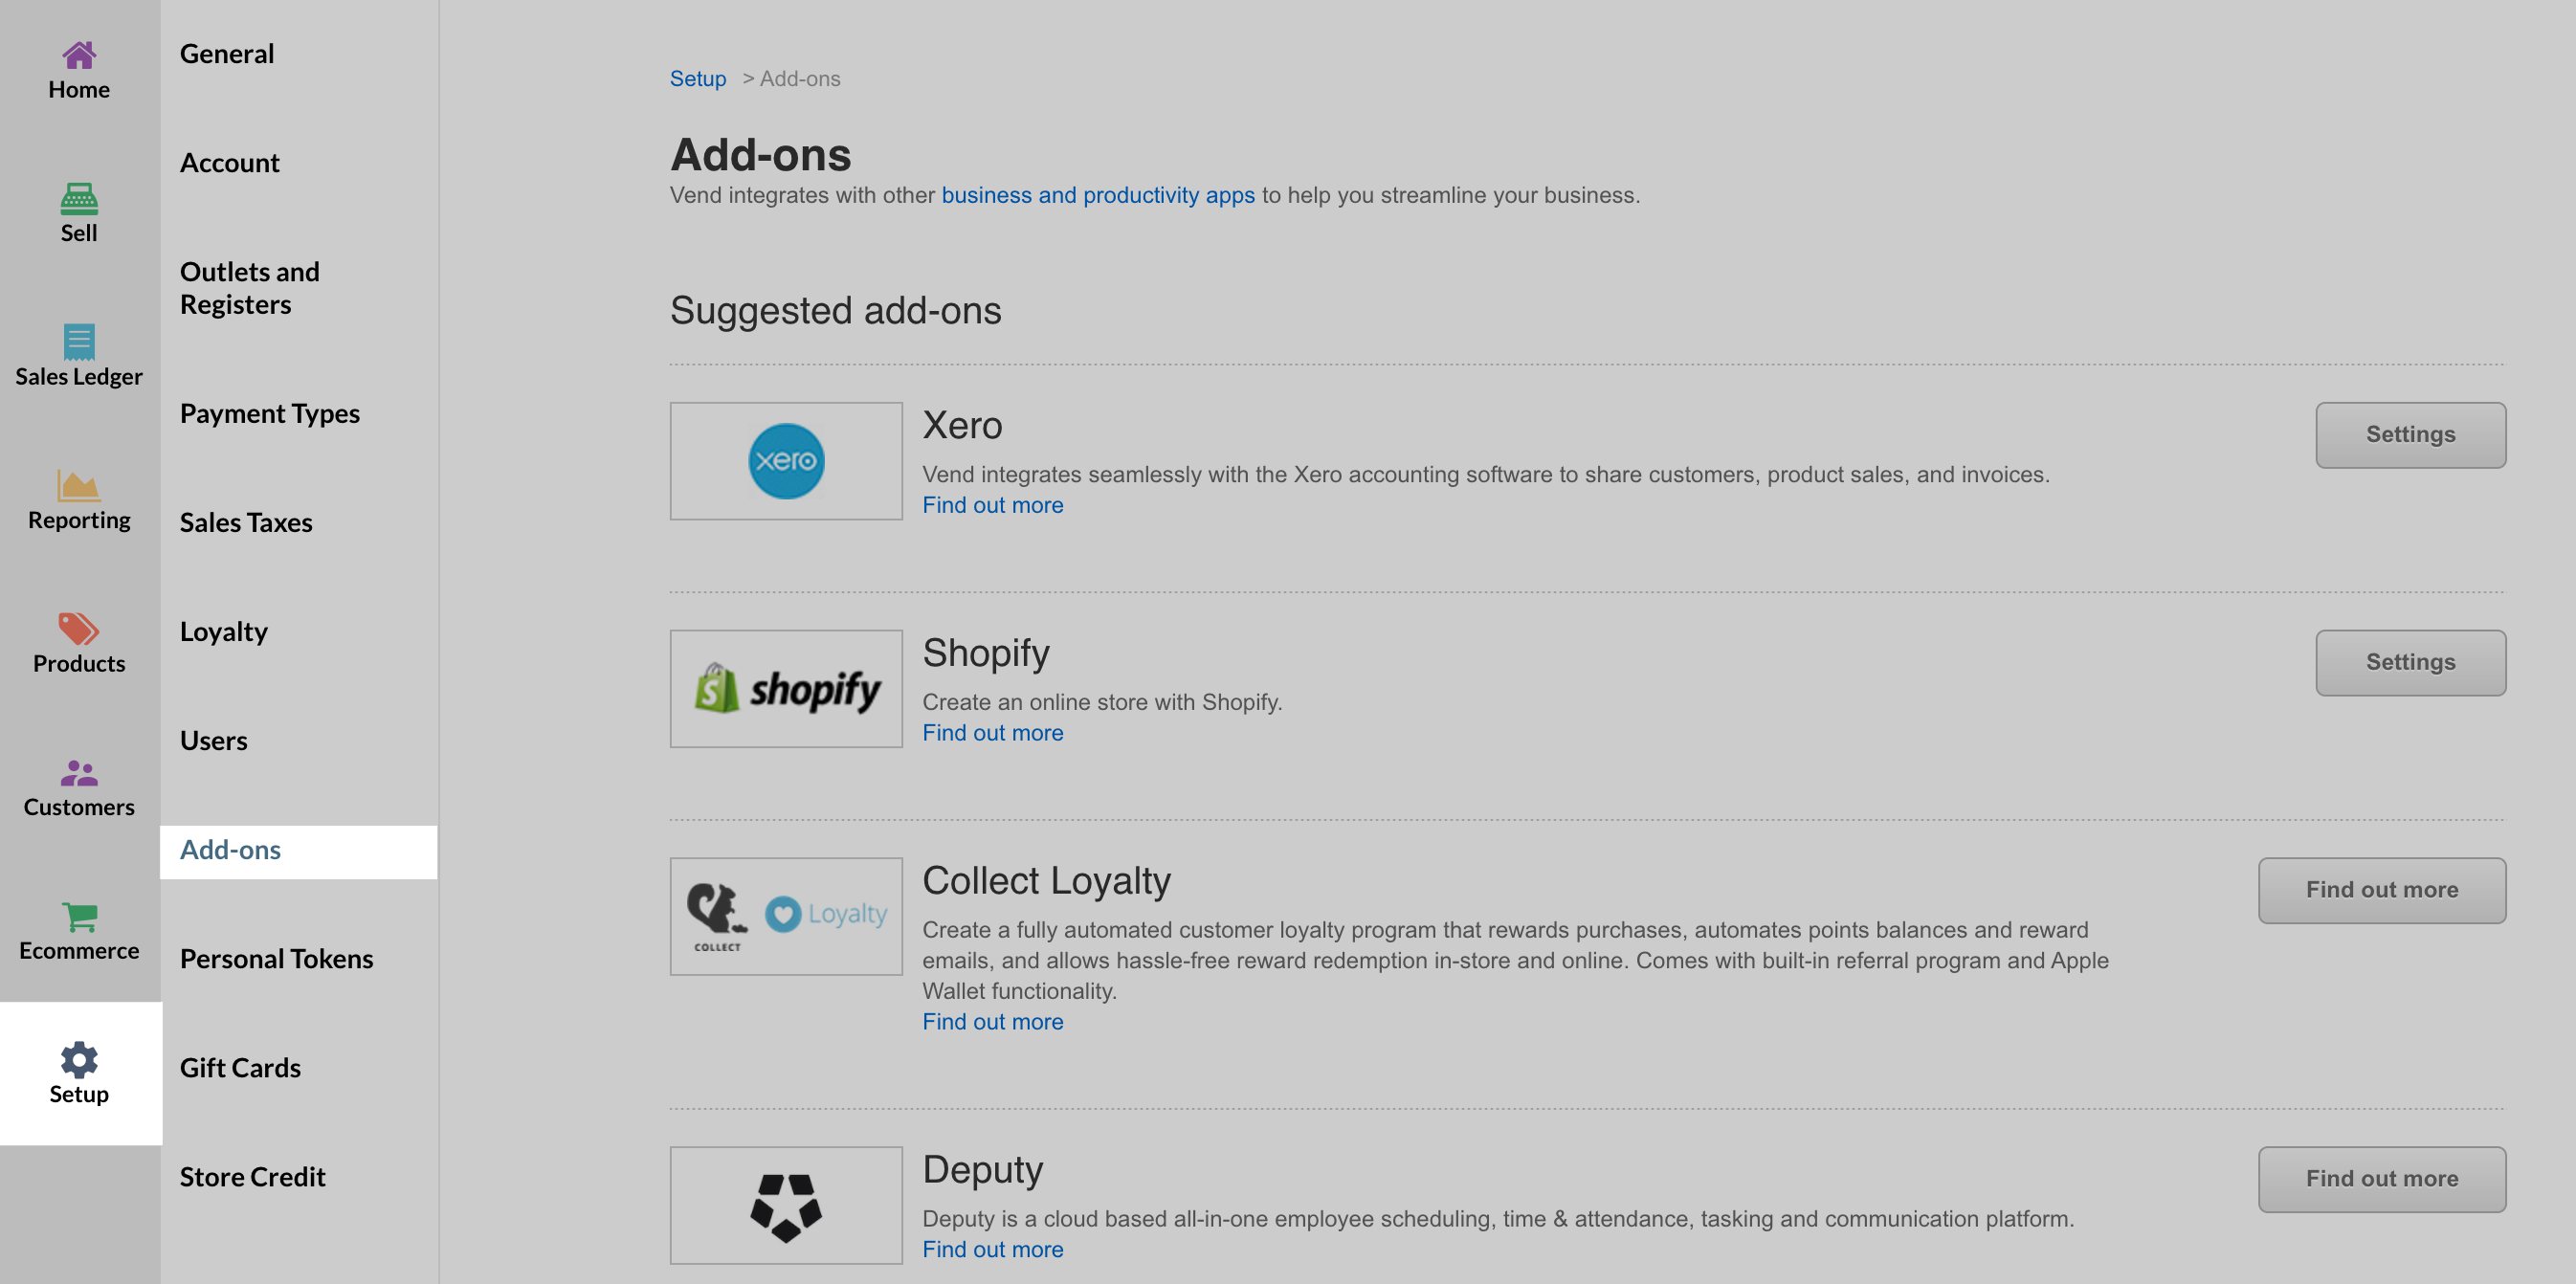 Home
Sell
Sales Ledger
Reporting
Products
Customers
Ecommerce
Setup
General
Account
Outlets and
Registers
Payment Types
Sales Taxes
Loyalty
Users
Add-ons
Personal Tokens
Gift Cards
Store Credit
Setup > Add-ons
Add-ons
Vend integrates with other business and productivity apps to help you streamline your business.
Suggested add-ons
xero
Xero
Vend integrates seamlessly with the Xero accounting software to share customers, product sales, and invoices.
Find out more
Settings
shopify
Shopify
Create an online store with Shopify.
Find out more
Settings
COLLECT
Loyalty
Collect Loyalty
Create a fully automated customer loyalty program that rewards purchases, automates points balances and reward
emails, and allows hassle-free reward redemption in-store and online. Comes with built-in referral program and Apple
Wallet functionality.
Find out more
Find out more
Deputy
Deputy is a cloud based all-in-one employee scheduling, time & attendance, tasking and communication platform.
Find out more
Find out more